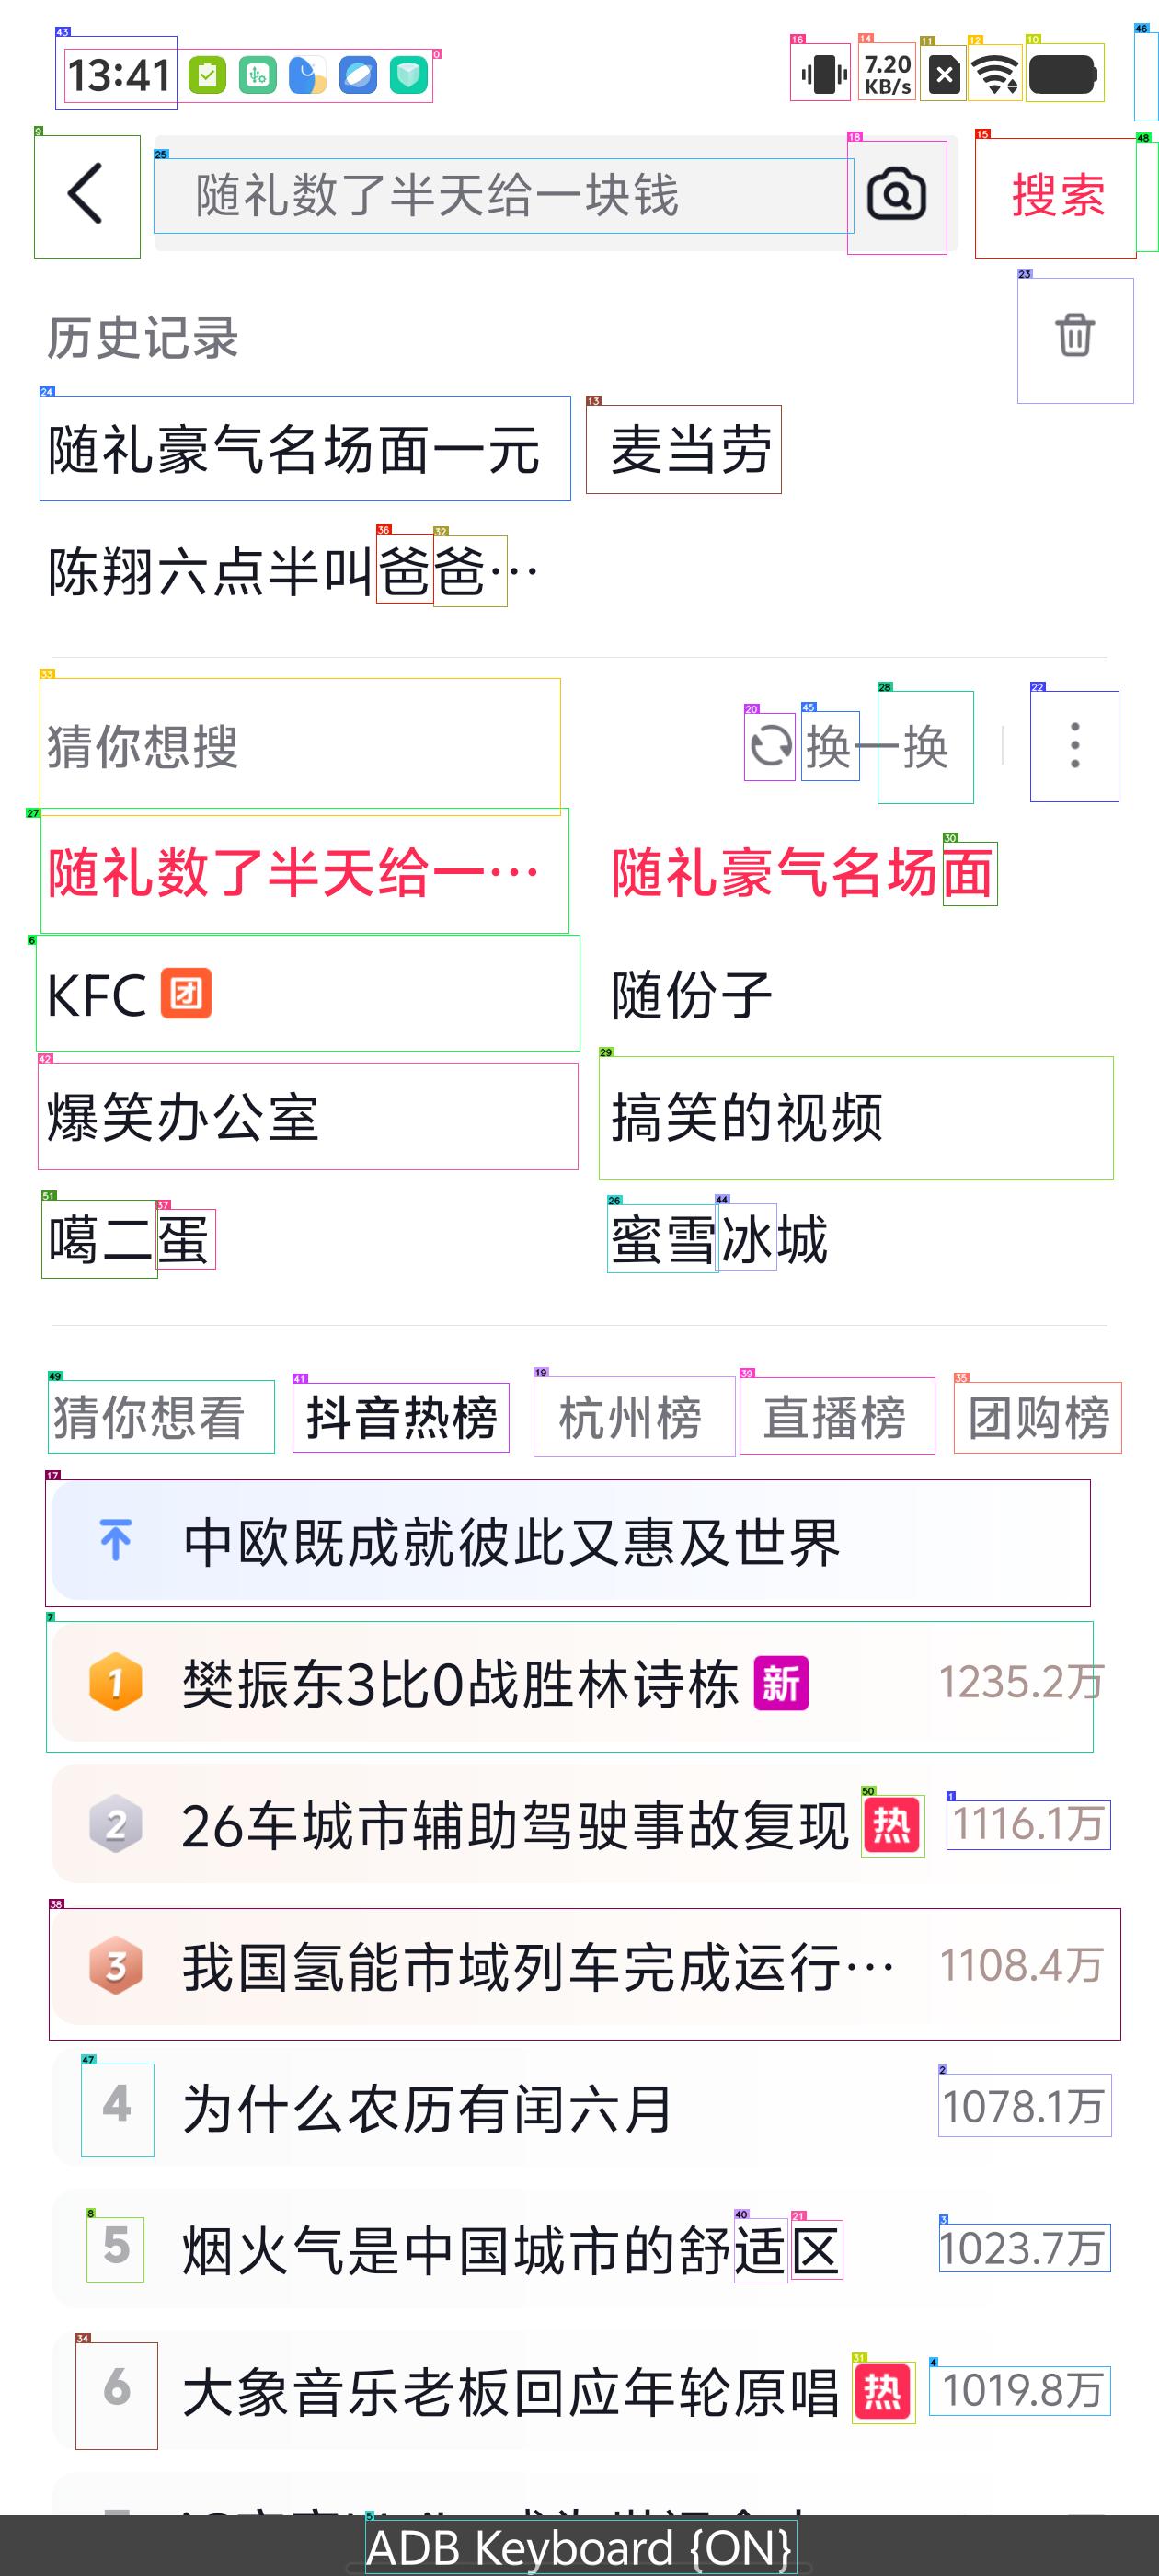 13:41 7.20 KB/s
随礼数了半天给一块钱 搜索
历史记录
随礼豪气名场面一元 麦当劳
陈翔六点半叫爸爸…
猜你想搜 换一换
随礼数了半天给一… 随礼豪气名场面
KFC 团 随份子
爆笑办公室 搞笑的视频
噶二蛋 蜜雪冰城
猜你想看 抖音热榜 杭州榜 直播榜 团购榜
中欧既成就彼此又惠及世界
1 樊振东3比0战胜林诗栋 新 1235.2万
2 26车城市辅助驾驶事故复现 热 1116.1万
3 我国氢能市域列车完成运行… 1108.4万
4 为什么农历有闰六月 1078.1万
5 烟火气是中国城市的舒适区 1023.7万
6 大象音乐老板回应年轮原唱 热 1019.8万
ADB Keyboard {ON}